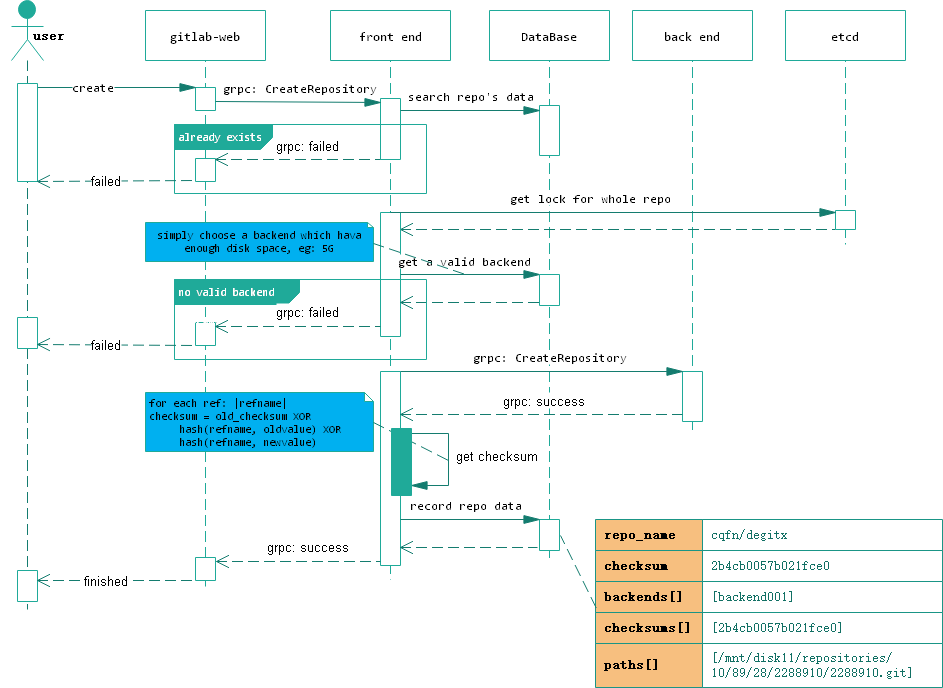 user
gitlab-web
front end
DataBase
back end
etcd
create
grpc: CreateRepository
search repo's data
already exists
grpc: failed
failed
get lock for whole repo
simply choose a backend which hava
enough disk space, eg: 5G
get a valid backend
no valid backend
grpc: failed
failed
grpc: CreateRepository
for each ref: |refname|
checksum = old_checksum XOR
hash(refname, oldvalue) XOR
hash(refname, newvalue)
grpc: success
get checksum
record repo data
grpc: success
finished
repo_name cqfn/degitx
checksum 2b4cb0057b021fce0
backends[] [backend001]
checksums[] [2b4cb0057b021fce0]
paths[] [/mnt/disk11/repositories/
10/89/28/2288910/2288910.git]